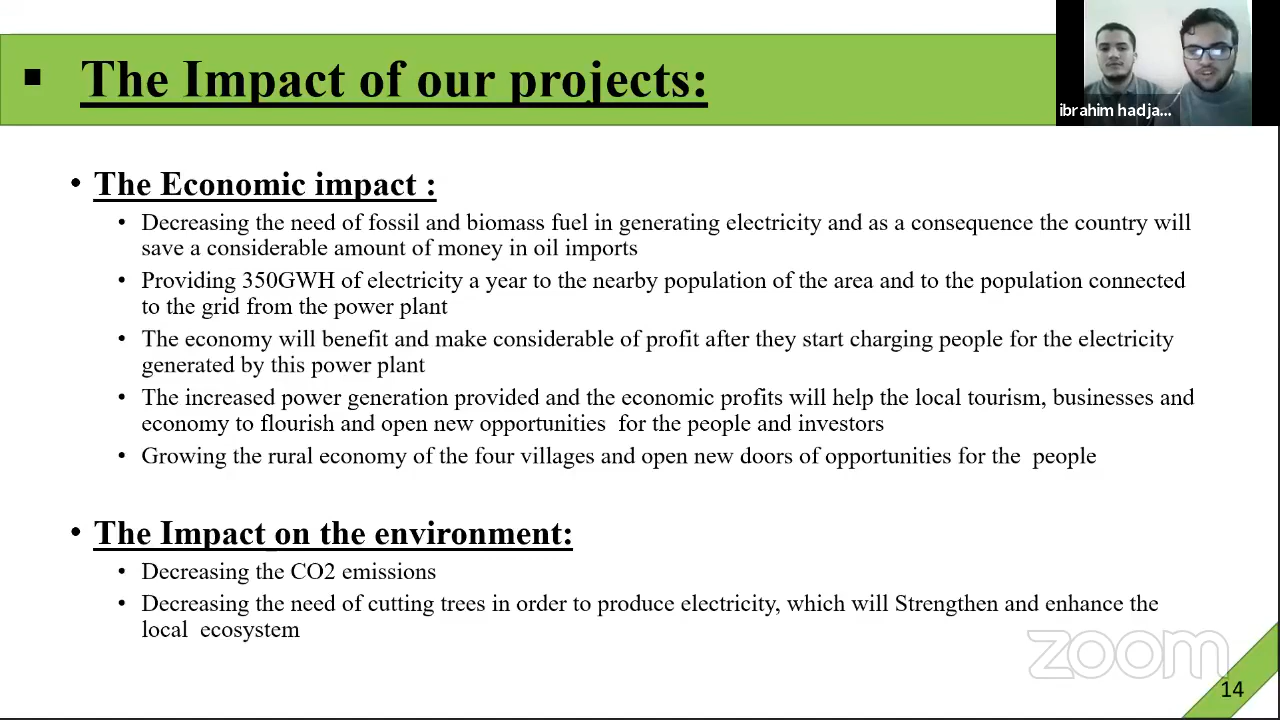 ▪ The Impact of our projects:
ibrahim hadja...
• The Economic impact :
• Decreasing the need of fossil and biomass fuel in generating electricity and as a consequence the country will
save a considerable amount of money in oil imports
• Providing 350GWH of electricity a year to the nearby population of the area and to the population connected
to the grid from the power plant
• The economy will benefit and make considerable of profit after they start charging people for the electricity
generated by this power plant
• The increased power generation provided and the economic profits will help the local tourism, businesses and
economy to flourish and open new opportunities  for the people and investors
• Growing the rural economy of the four villages and open new doors of opportunities for the  people
• The Impact on the environment:
• Decreasing the CO2 emissions
• Decreasing the need of cutting trees in order to produce electricity, which will Strengthen and enhance the
local  ecosystem
zoom
14